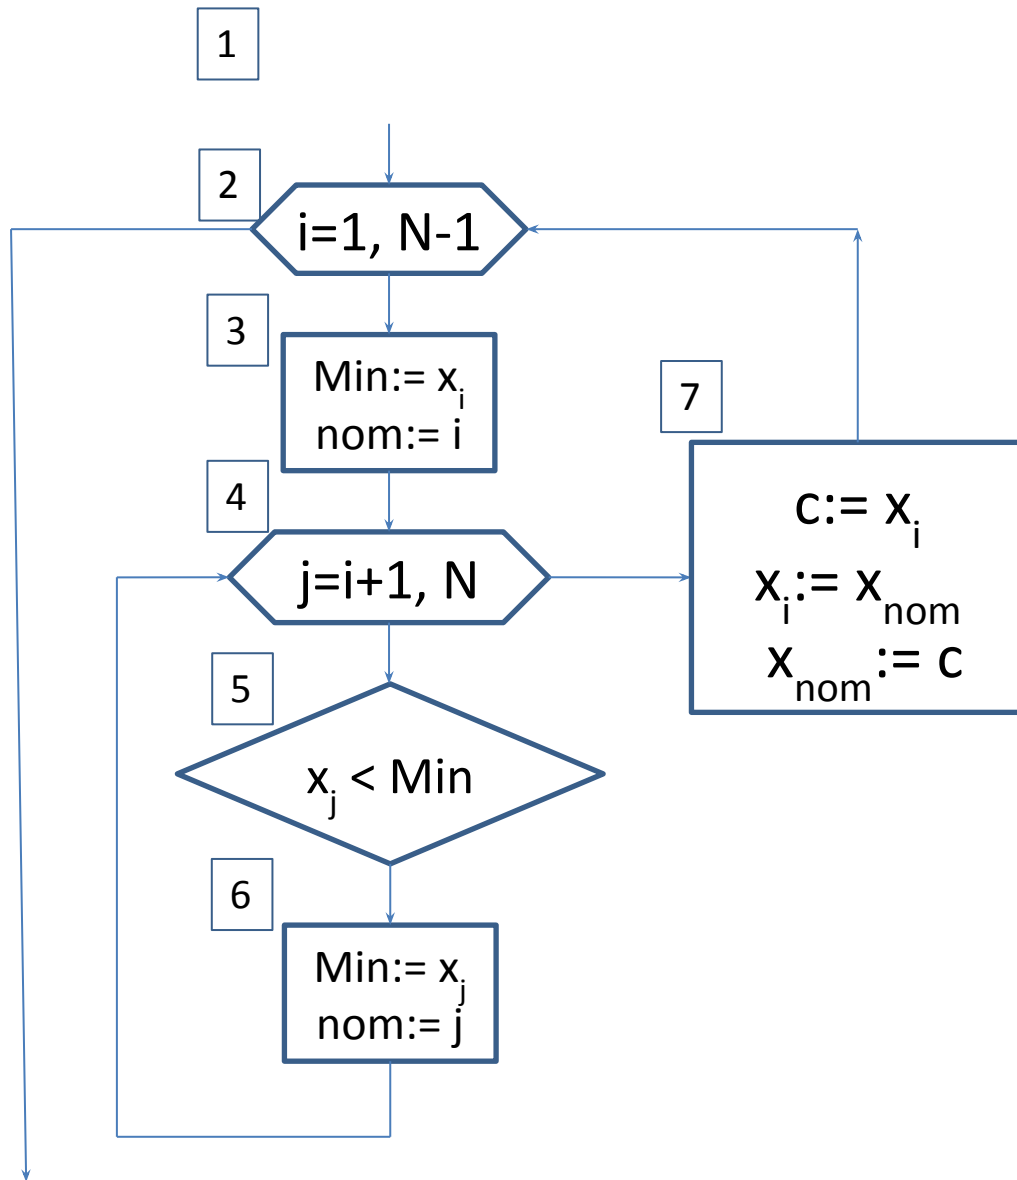 1
2
i=1, N-1
3
Min:= xᵢ
nom:= i
7
4
c:= xᵢ
j=i+1, N
xᵢ:= xₙₒₘ
xₙₒₘ:= c
5
xⱼ < Min
6
Min:= xⱼ
nom:= j